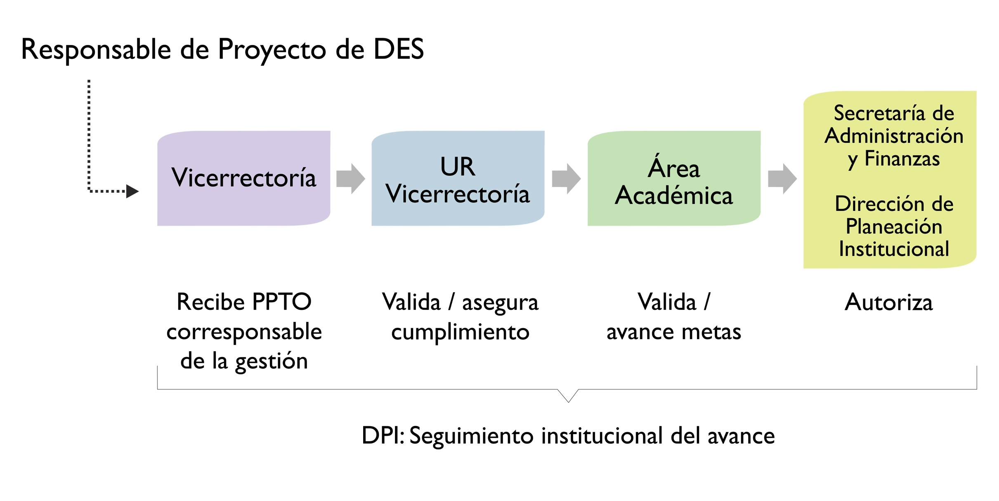 Responsable de Proyecto de DES
Vicerrectoría
UR
Vicerrectoría
Área
Académica
Secretaría de
Administración
y Finanzas
Dirección de
Planeación
Institucional
Recibe PPTO
corresponsable
de la gestión
Valida / asegura
cumplimiento
Valida /
avance metas
Autoriza
DPI: Seguimiento institucional del avance